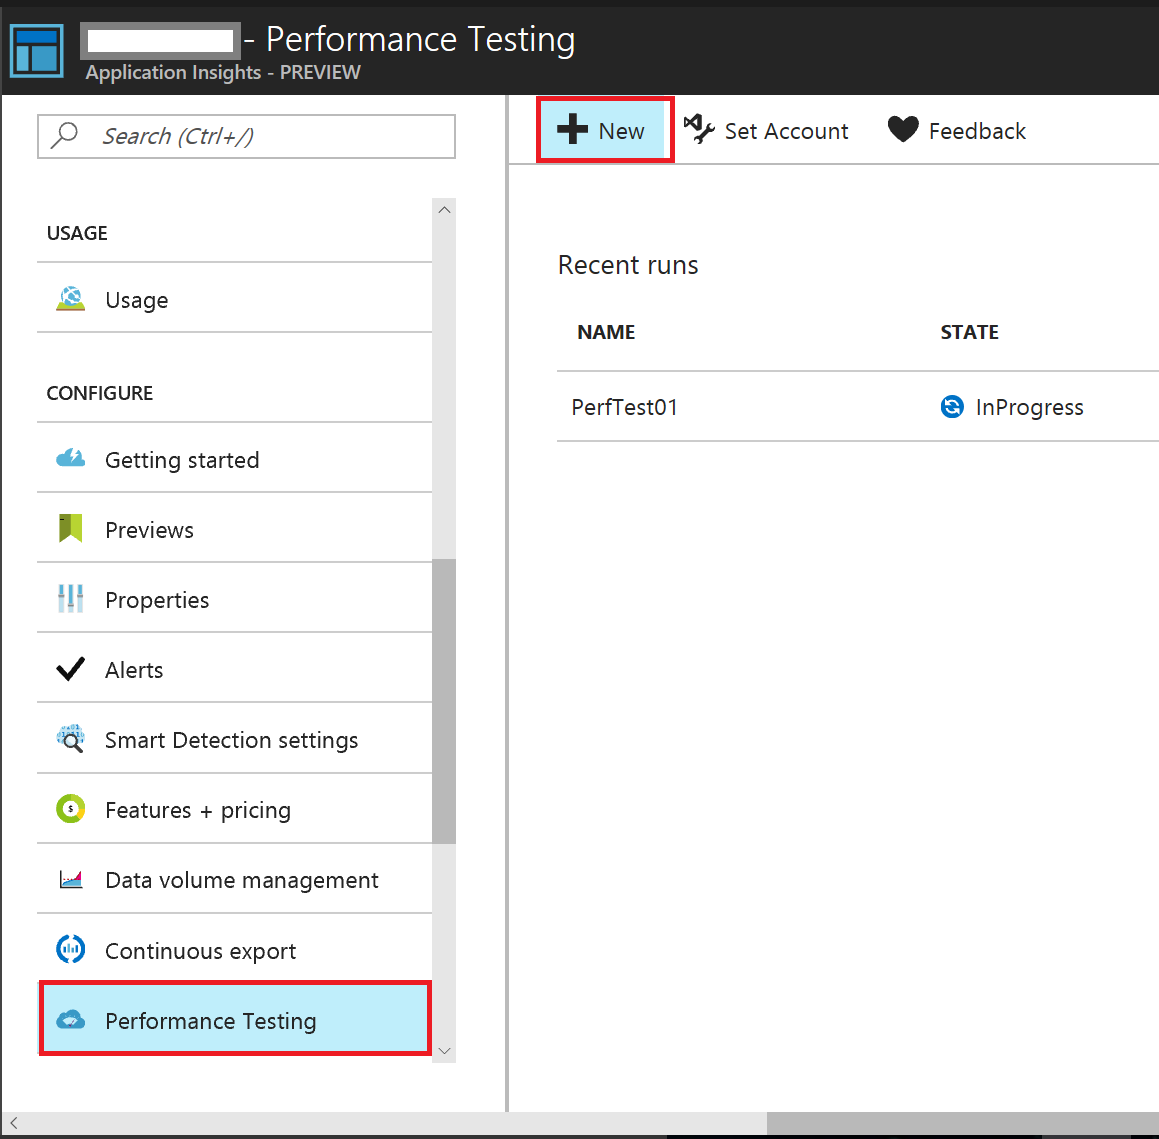 - Performance Testing
Application Insights - PREVIEW
Search (Ctrl+/)
USAGE
Usage
CONFIGURE
Getting started
Previews
Properties
Alerts
Smart Detection settings
Features + pricing
Data volume management
Continuous export
Performance Testing
New Set Account Feedback
Recent runs
NAME STATE
PerfTest01 InProgress